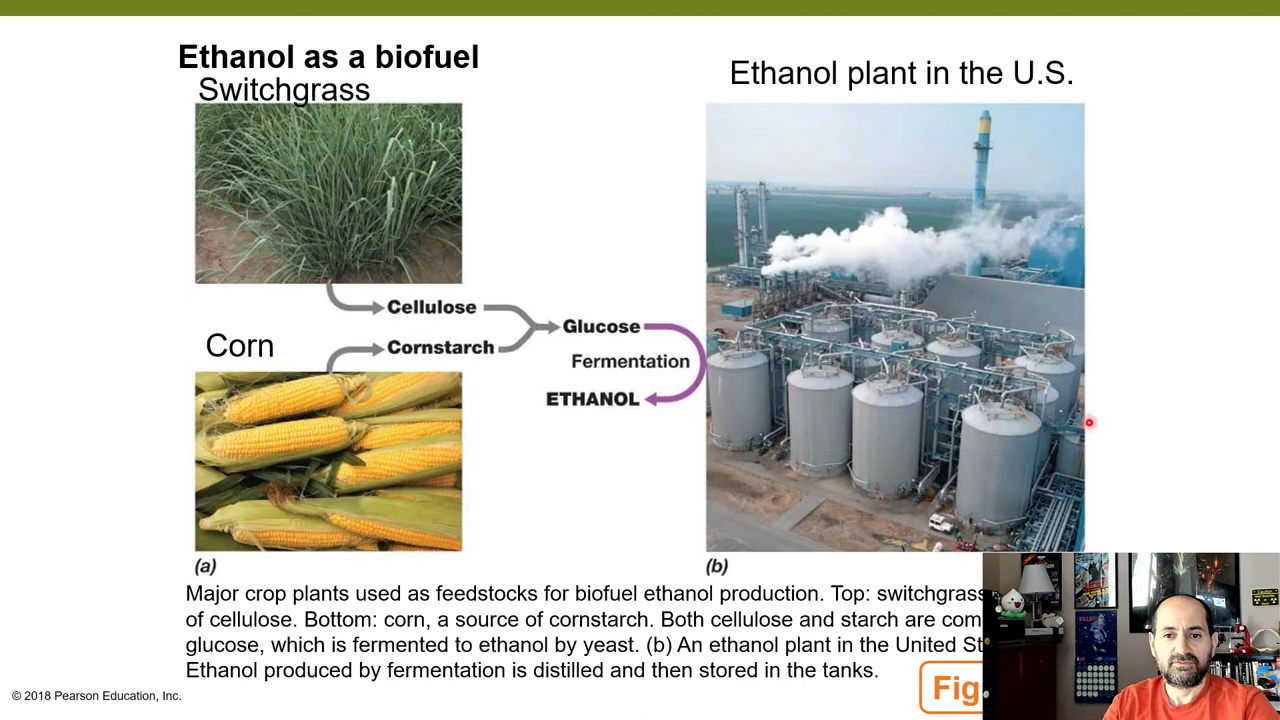 Ethanol as a biofuel
Switchgrass
Ethanol plant in the U.S.
Cellulose
Glucose
Corn
Cornstarch
Fermentation
ETHANOL
(a)
(b)
Major crop plants used as feedstocks for biofuel ethanol production. Top: switchgrass
of cellulose. Bottom: corn, a source of cornstarch. Both cellulose and starch are com
glucose, which is fermented to ethanol by yeast. (b) An ethanol plant in the United St
Ethanol produced by fermentation is distilled and then stored in the tanks.
© 2018 Pearson Education, Inc.
Fig